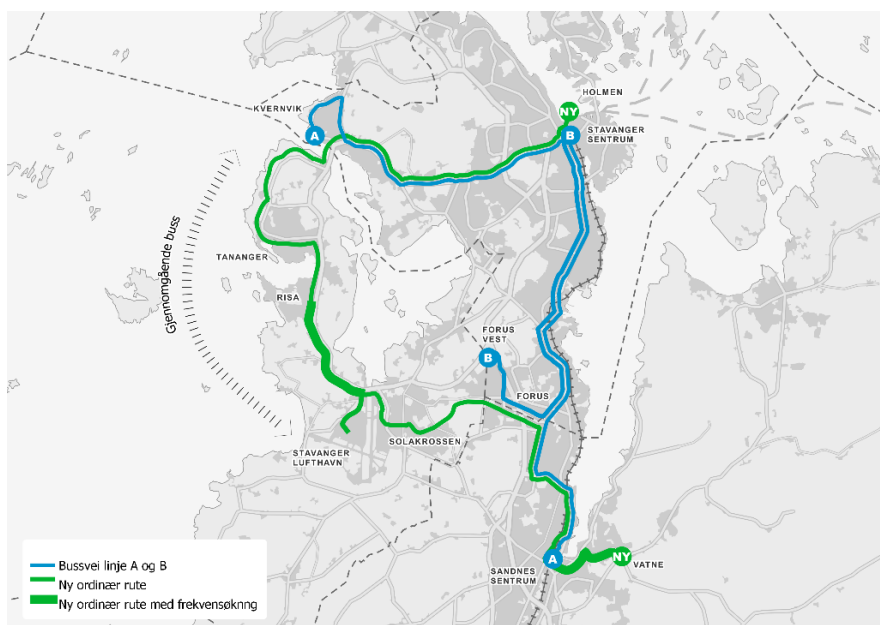 HOLMEN
NY
KVERNVIK
A
B
STAVANGER
SENTRUM
Gjennomgående buss
TANANGER
RISA
FORUS
VEST
B
FORUS
SOLAKROSSEN
STAVANGER
LUFTHAVN
A
NY
VATNE
SANDNES
SENTRUM
Bussvei linje A og B
Ny ordinær rute
Ny ordinær rute med frekvensøknng